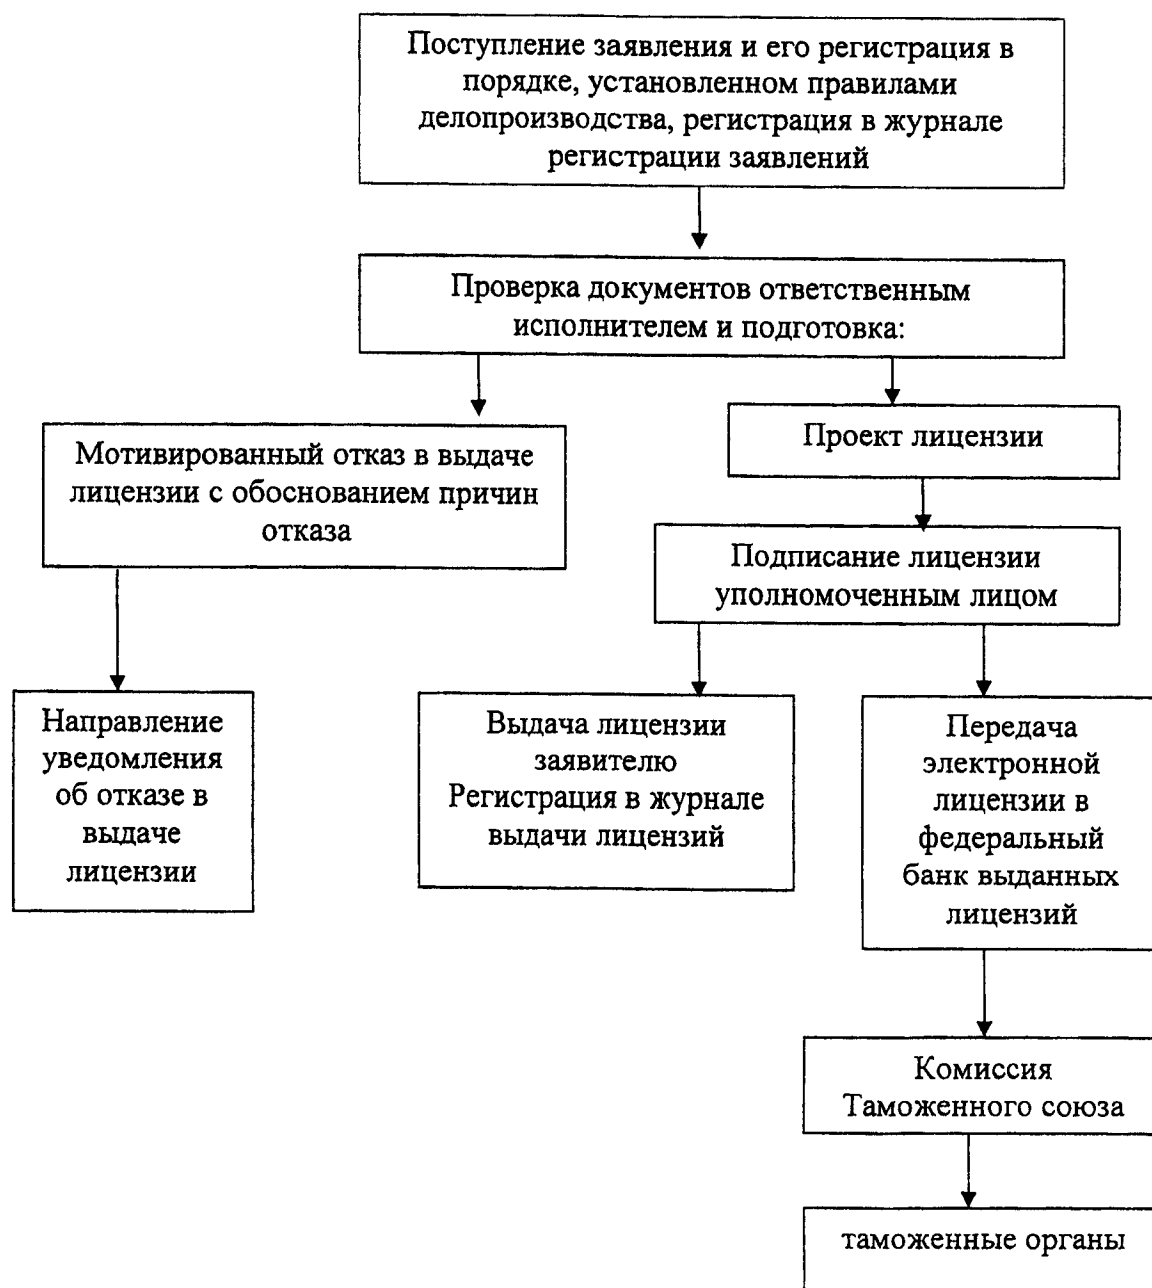 Поступление заявления и его регистрация в
порядке, установленном правилами
делопроизводства, регистрация в журнале
регистрации заявлений
Проверка документов ответственным
исполнителем и подготовка:
Мотивированный отказ в выдаче
лицензии с обоснованием причин
отказа
Проект лицензии
Подписание лицензии
уполномоченным лицом
Направление
уведомления
об отказе в
выдаче
лицензии
Выдача лицензии
заявителю
Регистрация в журнале
выдачи лицензий
Передача
электронной
лицензии в
федеральный
банк выданных
лицензий
Комиссия
Таможенного союза
таможенные органы